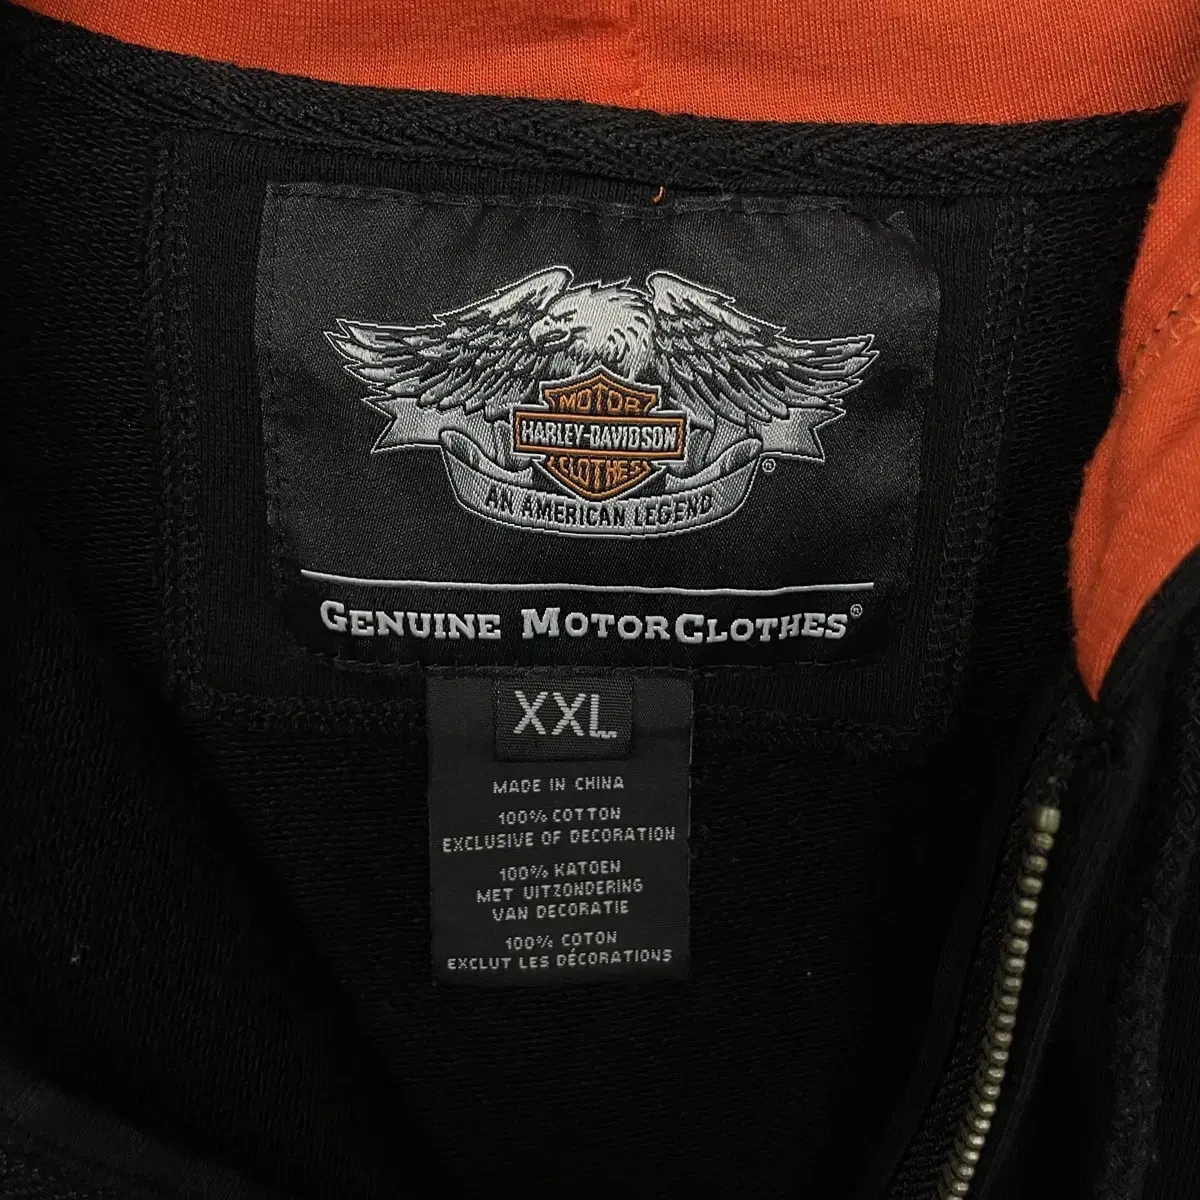 MOTOR
HARLEY-DAVIDSON
CLOTHES
AN AMERICAN LEGEND
®
GENUINE MOTORCLOTHES®
XXL
MADE IN CHINA
100% COTTON
EXCLUSIVE OF DECORATION
100% KATOEN
MET UITZONDERING
VAN DECORATIE
100% COTON
EXCLUT LES DÉCORATIONS